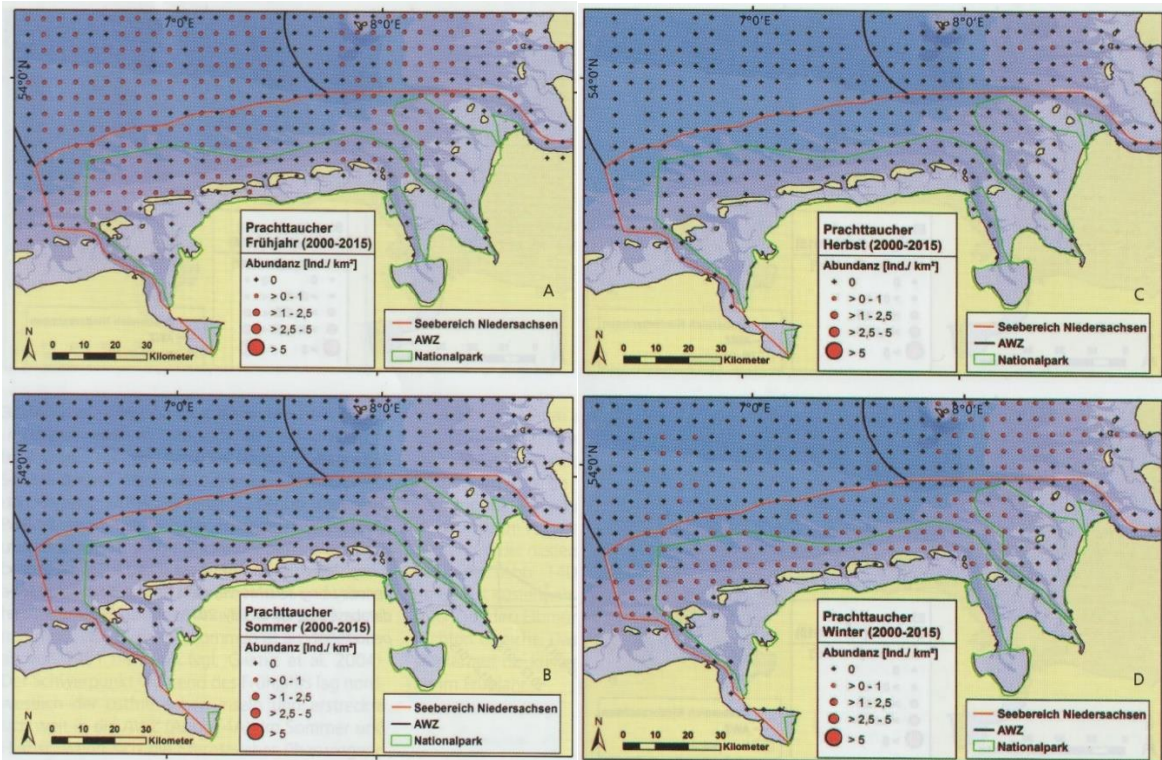 7°0'E
8°0'E
54°0'N
Prachttaucher
Frühjahr (2000-2015)
Abundanz [Ind./ km²]
0
> 0 - 1
> 1 - 2,5
> 2,5 - 5
> 5
A
N
0 10 20 30
Kilometer
Seebereich Niedersachsen
AWZ
Nationalpark
7°0'E
8°0'E
54°0'N
Prachttaucher
Herbst (2000-2015)
Abundanz [Ind./ km²]
0
> 0 - 1
> 1 - 2,5
> 2,5 - 5
> 5
C
N
0 10 20 30
Kilometer
Seebereich Niedersachsen
AWZ
Nationalpark
7°0'E
8°0'E
54°0'N
Prachttaucher
Sommer (2000-2015)
Abundanz [Ind./ km²]
0
> 0 - 1
> 1 - 2,5
> 2,5 - 5
> 5
B
N
0 10 20 30
Kilometer
Seebereich Niedersachsen
AWZ
Nationalpark
7°0'E
8°0'E
54°0'N
Prachttaucher
Winter (2000-2015)
Abundanz [Ind./ km²]
0
> 0 - 1
> 1 - 2,5
> 2,5 - 5
> 5
D
N
0 10 20 30
Kilometer
Seebereich Niedersachsen
AWZ
Nationalpark